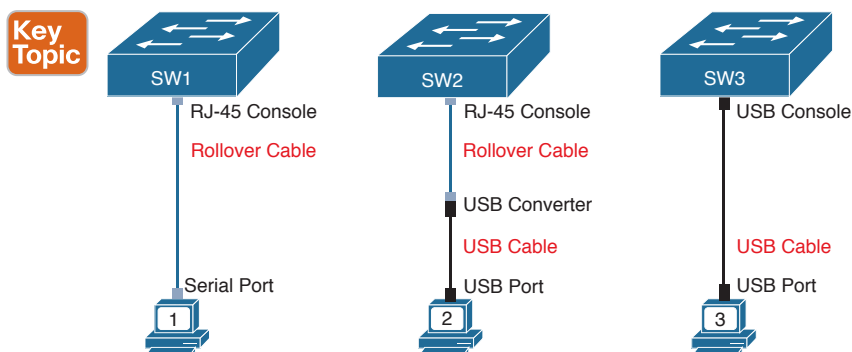 Key
Topic
SW1
RJ-45 Console
Rollover Cable
Serial Port
1
SW2
RJ-45 Console
Rollover Cable
USB Converter
USB Cable
USB Port
2
SW3
USB Console
USB Cable
USB Port
3